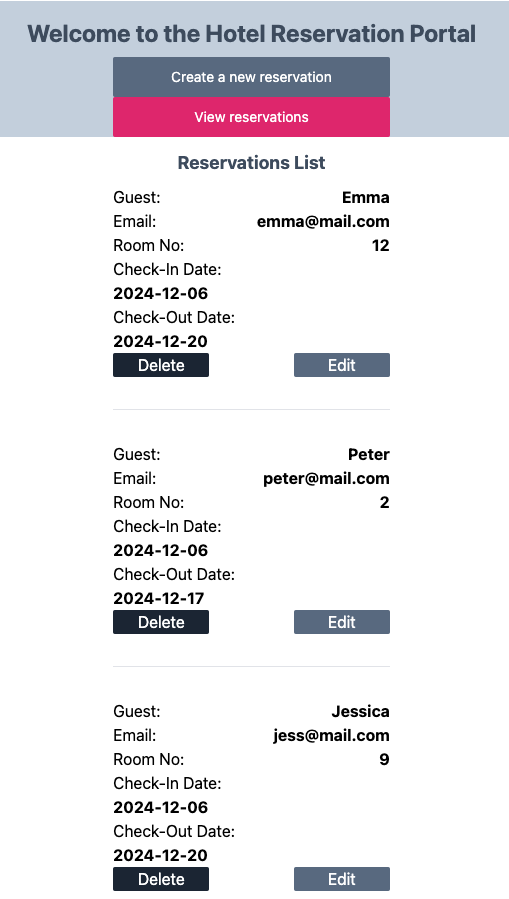 Welcome to the Hotel Reservation Portal
Create a new reservation
View reservations
Reservations List
Guest: Emma
Email: emma@mail.com
Room No: 12
Check-In Date:
2024-12-06
Check-Out Date:
2024-12-20
Delete Edit
Guest: Peter
Email: peter@mail.com
Room No: 2
Check-In Date:
2024-12-06
Check-Out Date:
2024-12-17
Delete Edit
Guest: Jessica
Email: jess@mail.com
Room No: 9
Check-In Date:
2024-12-06
Check-Out Date:
2024-12-20
Delete Edit